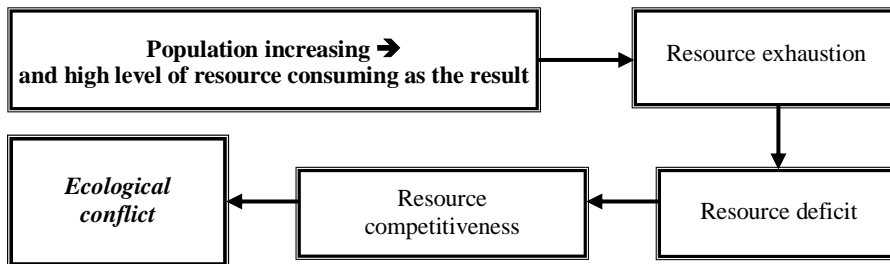 Population increasing ➔
and high level of resource consuming as the result
Resource exhaustion
Resource deficit
Resource
competitiveness
Ecological
conflict